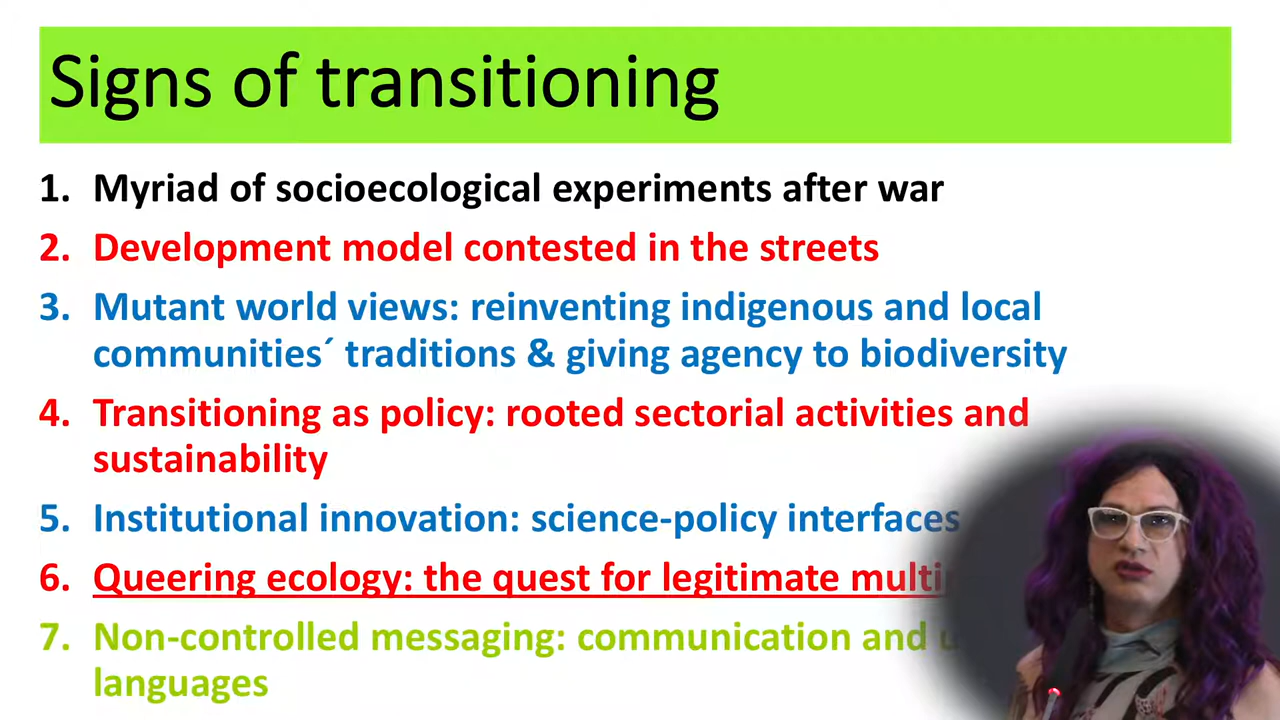 Signs of transitioning
1. Myriad of socioecological experiments after war
2. Development model contested in the streets
3. Mutant world views: reinventing indigenous and local
communities´ traditions & giving agency to biodiversity
4. Transitioning as policy: rooted sectorial activities and
sustainability
5. Institutional innovation: science-policy interfaces
6. Queering ecology: the quest for legitimate
7. Non-controlled messaging: communication and
languages